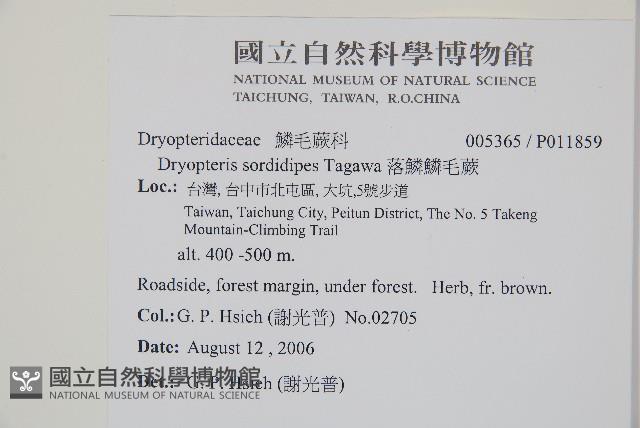 國立自然科學博物館
NATIONAL MUSEUM OF NATURAL SCIENCE
TAICHUNG, TAIWAN, R.O.CHINA
Dryopteridaceae 鱗毛蕨科 005365 / P011859
Dryopteris sordidipes Tagawa 落鱗鱗毛蕨
Loc.: 台灣, 台中市北屯區, 大坑,5號步道
Taiwan, Taichung City, Peitun District, The No. 5 Takeng
Mountain-Climbing Trail
alt. 400 -500 m.
Roadside, forest margin, under forest. Herb, fr. brown.
Col.: G. P. Hsieh (謝光普) No.02705
Date: August 12 , 2006
Det.: G. P. Hsieh (謝光普)
國立自然科學博物館
NATIONAL MUSEUM OF NATURAL SCIENCE